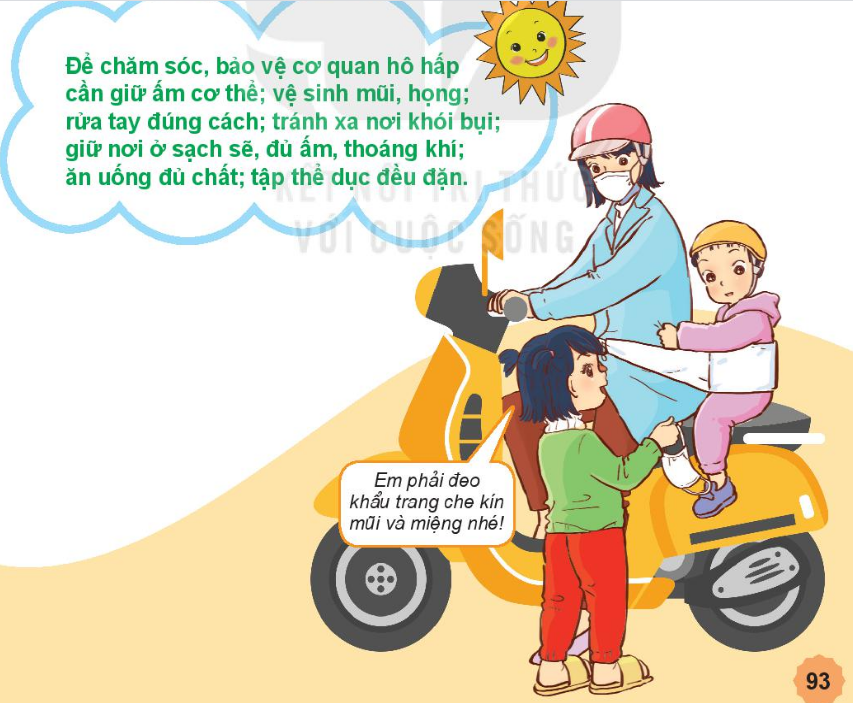 Để chăm sóc, bảo vệ cơ quan hô hấp
cần giữ ấm cơ thể; vệ sinh mũi, họng;
rửa tay đúng cách; tránh xa nơi khói bụi;
giữ nơi ở sạch sẽ, đủ ấm, thoáng khí;
ăn uống đủ chất; tập thể dục đều đặn.
KẾT NỐI TRI THỨC
VỚI CUỘC SỐNG
Em phải đeo
khẩu trang che kín
mũi và miệng nhé!
93